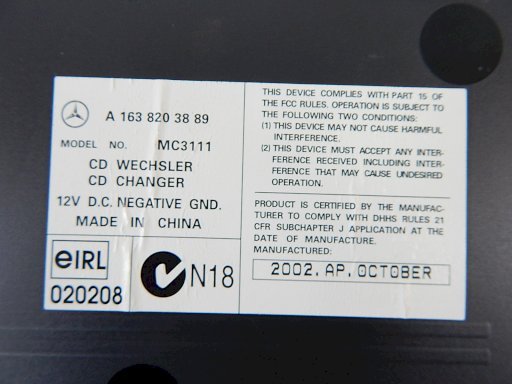 A 163 820 38 89
MODEL NO. MC3111
CD WECHSLER
CD CHANGER
12V D.C. NEGATIVE GND.
MADE IN CHINA
eIRL
020208
N18
THIS DEVICE COMPLIES WITH PART 15 OF
THE FCC RULES. OPERATION IS SUBJECT TO
THE FOLLOWING TWO CONDITIONS:
(1) THIS DEVICE MAY NOT CAUSE HARMFUL
INTERFERENCE.
(2) THIS DEVICE MUST ACCEPT ANY INTER-
FERENCE RECEIVED INCLUDING INTER-
FERENCE THAT MAY CAUSE UNDESIRED
OPERATION.
PRODUCT IS CERTIFIED BY THE MANUFAC-
TURER TO COMPLY WITH DHHS RULES 21
CFR SUBCHAPTER J APPLICATION AT THE
DATE OF MANUFACTURE.
MANUFACTURED:
2002.AP.OCTOBER